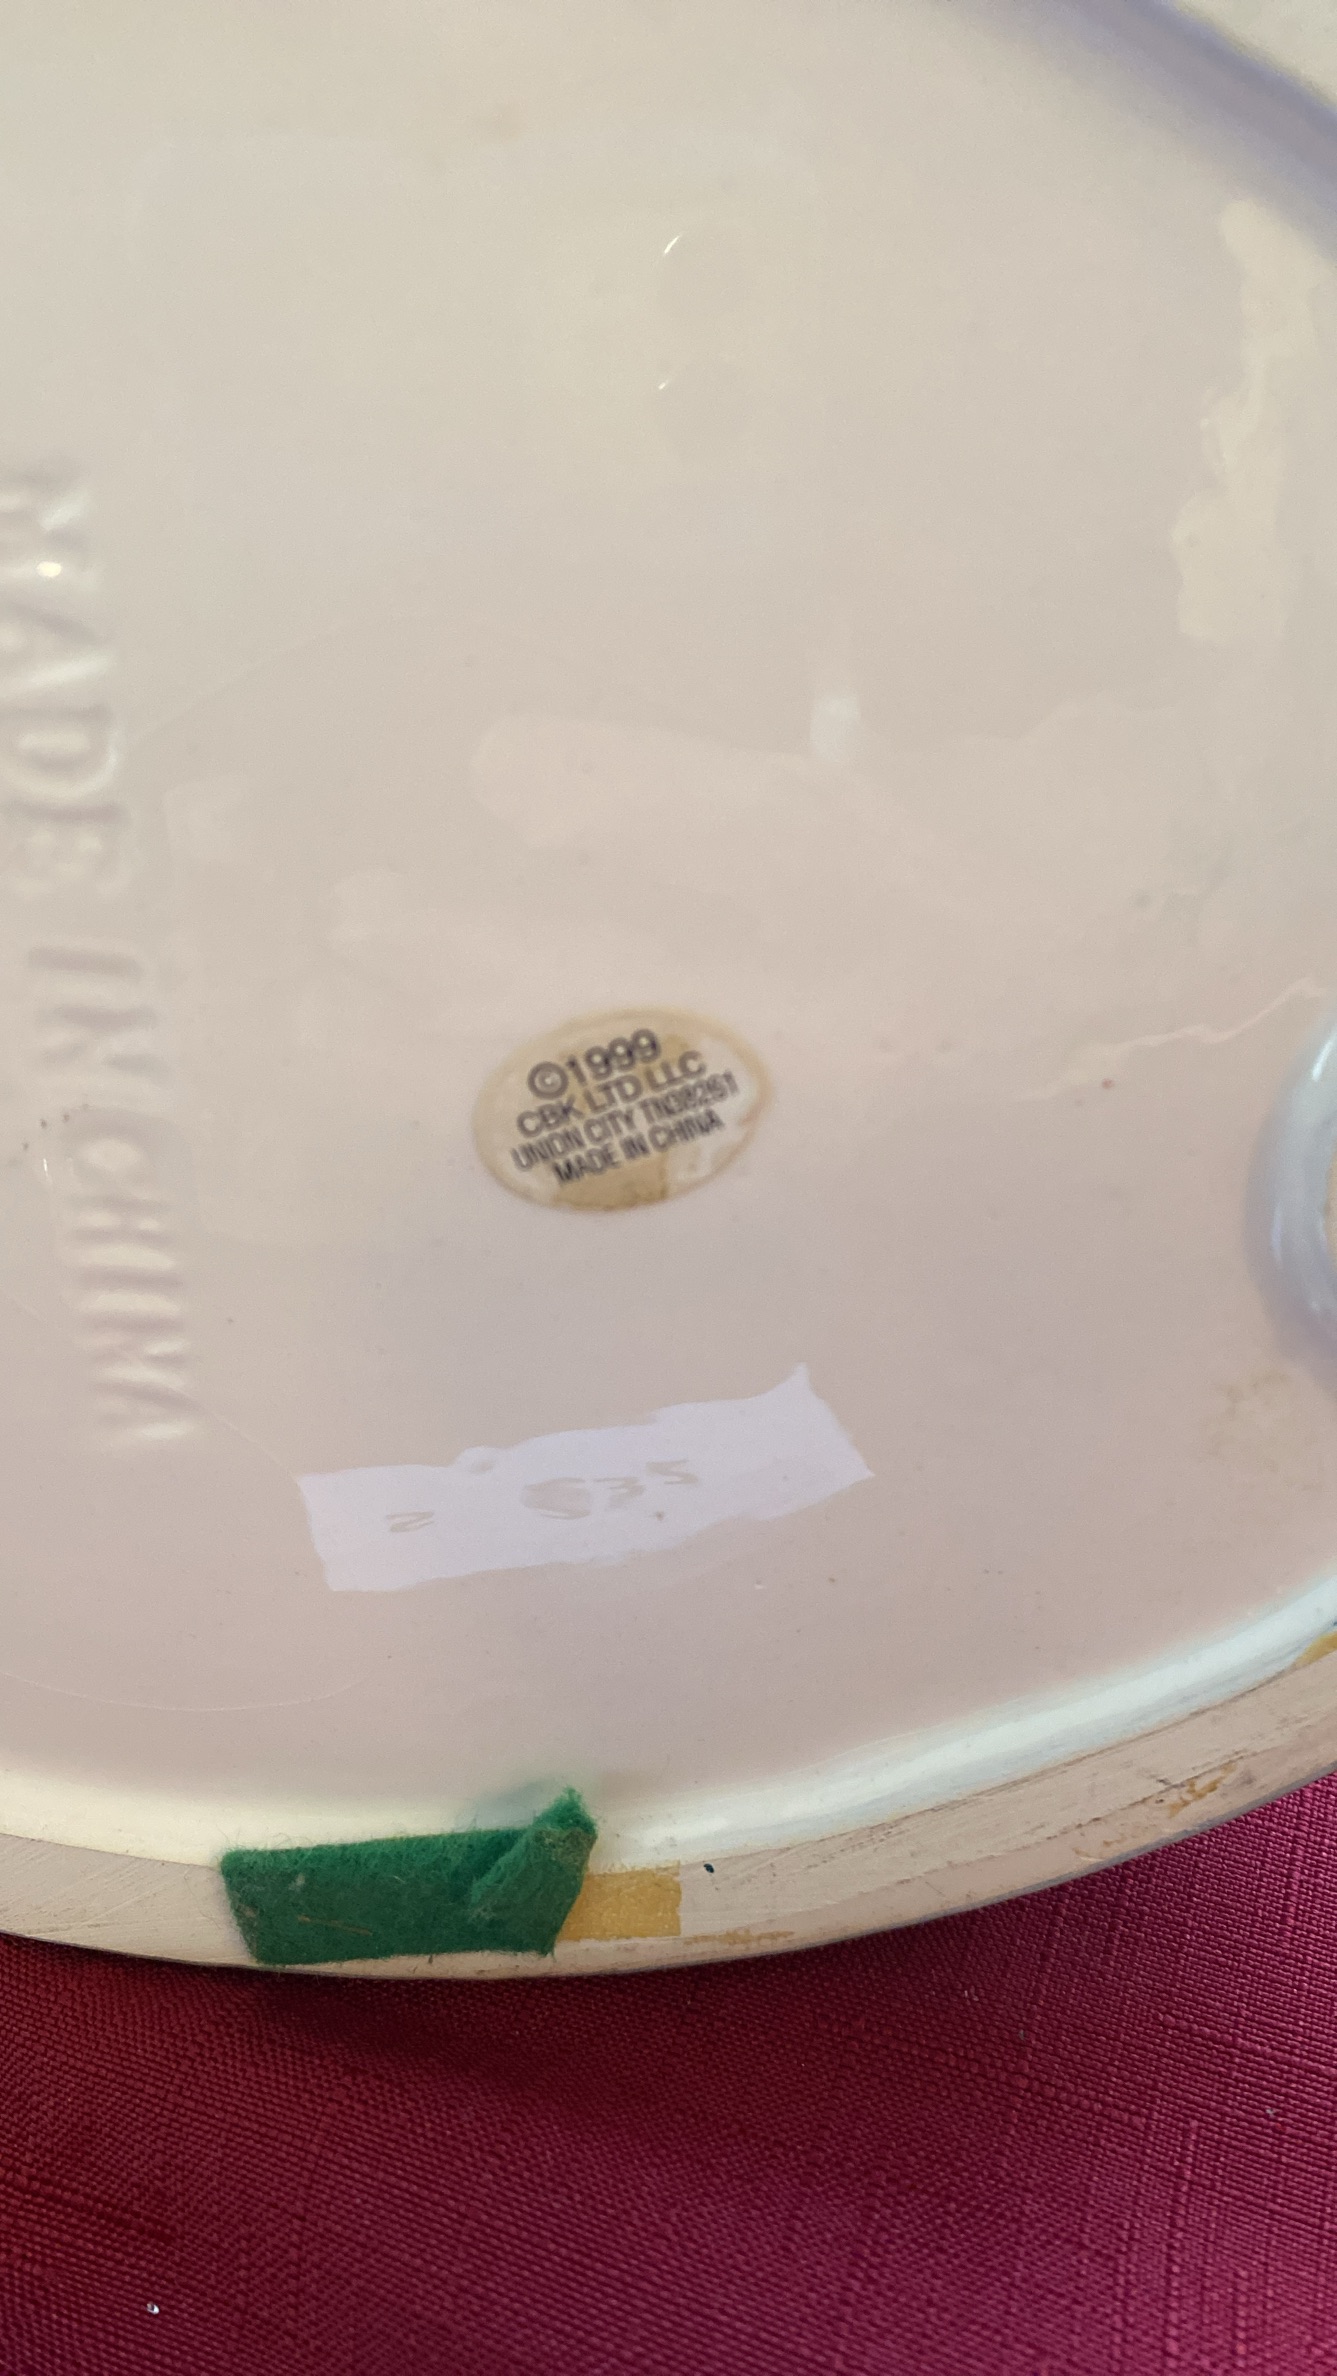 MADE IN CHINA
©1999
CBK LTD LLC
UNION CITY TN38261
MADE IN CHINA